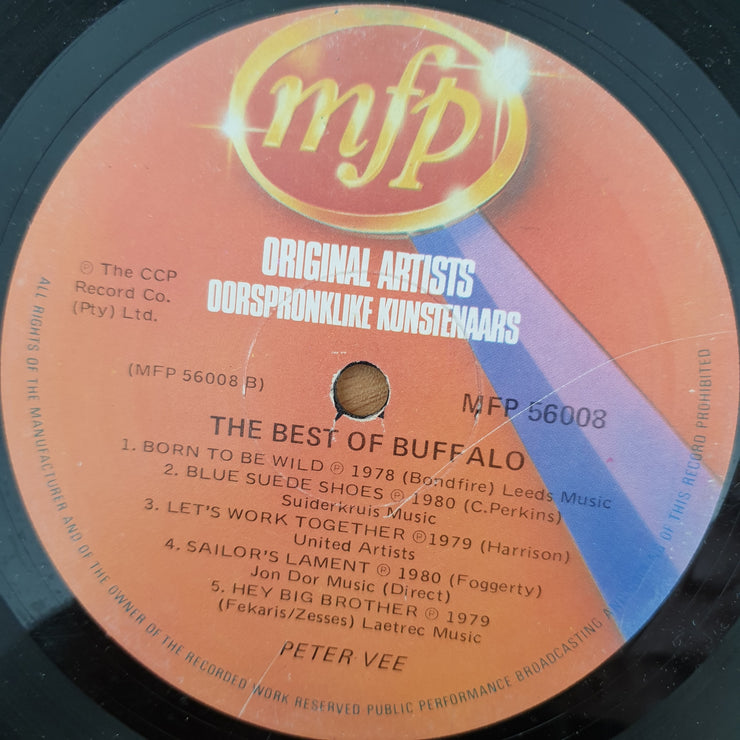 mfp
ORIGINAL ARTISTS
OORSPRONKLIKE KUNSTENAARS
℗ The CCP
Record Co.
(Pty) Ltd.
(MFP 56008 B)
MFP 56008
THE BEST OF BUFFALO
1. BORN TO BE WILD ℗ 1978 (Bondfire) Leeds Music
2. BLUE SUEDE SHOES ℗ 1980 (C.Perkins)
Suiderkruis Music
3. LET'S WORK TOGETHER ℗1979 (Harrison)
United Artists
4. SAILOR'S LAMENT ℗ 1980 (Foggerty)
Jon Dor Music (Direct)
5. HEY BIG BROTHER ℗ 1979
(Fekaris/Zesses) Laetrec Music
PETER VEE
ALL RIGHTS OF THE MANUFACTURER AND OF THE OWNER OF THE RECORDED WORK RESERVED PUBLIC PERFORMANCE BROADCASTING OF THIS RECORD PROHIBITED